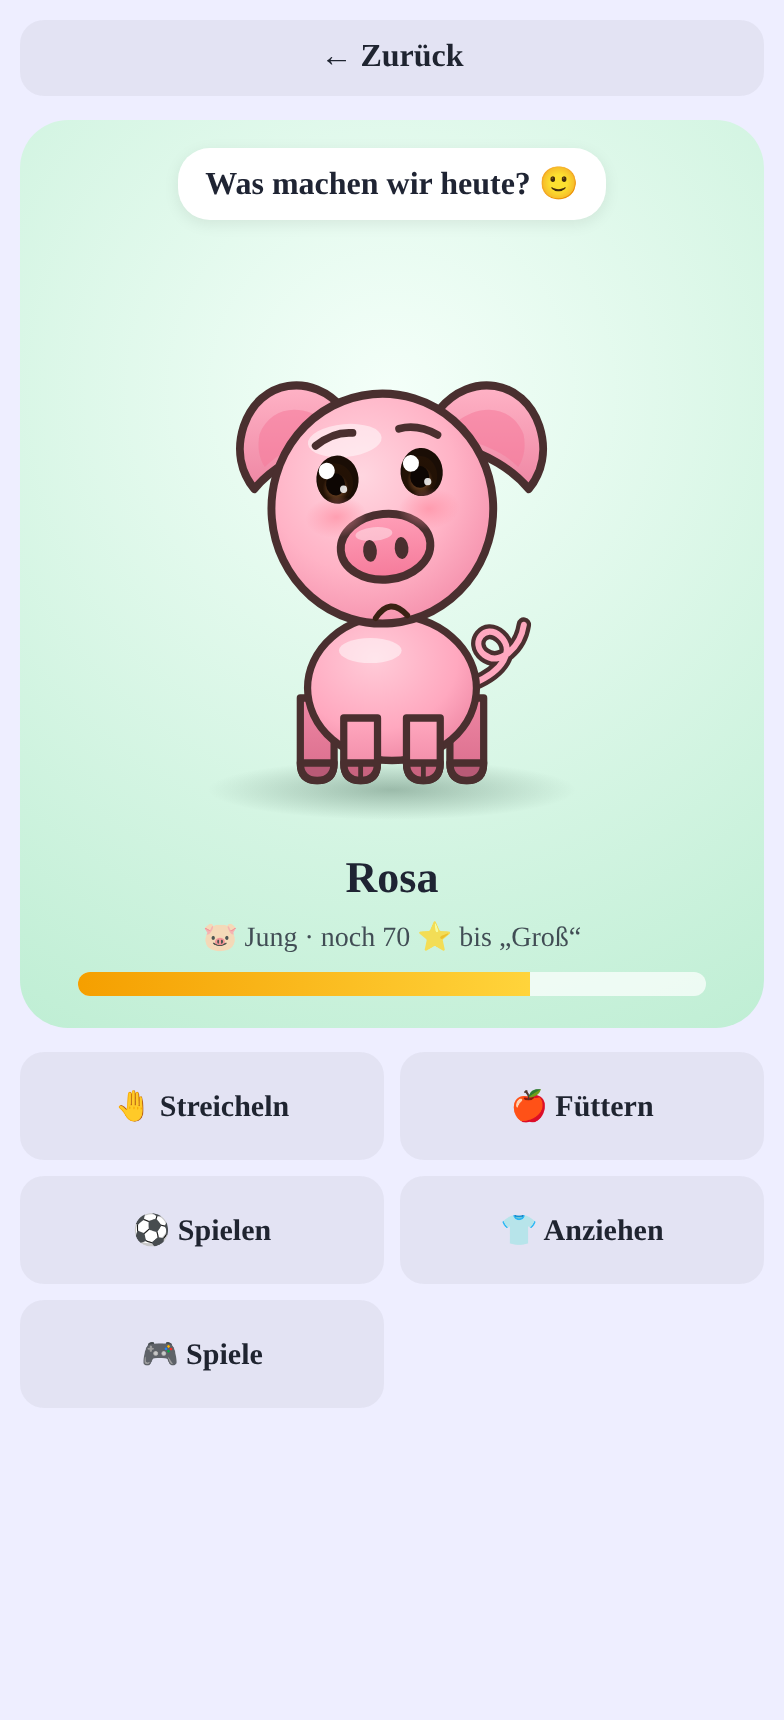 ← Zurück
Was machen wir heute? 🙂
Rosa
🐷 Jung · noch 70 ⭐ bis „Groß“
🤚 Streicheln
🍎 Füttern
⚽ Spielen
👕 Anziehen
🎮 Spiele